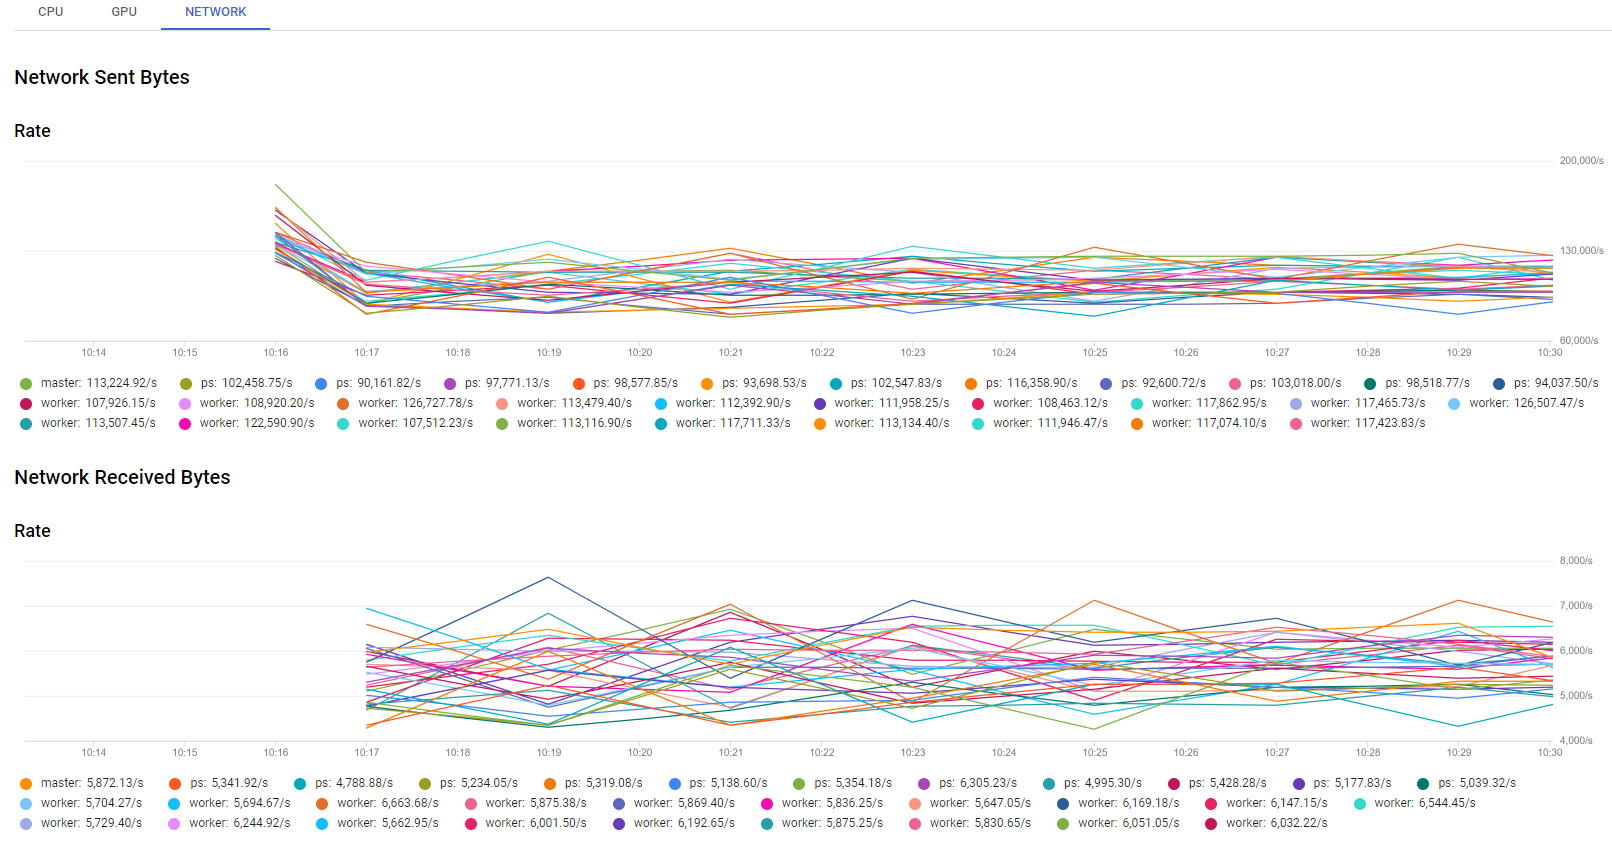 CPU GPU NETWORK
Network Sent Bytes
Rate
200,000/s
130,000/s
60,000/s
10:14 10:15 10:16 10:17 10:18 10:19 10:20 10:21 10:22 10:23 10:24 10:25 10:26 10:27 10:28 10:29 10:30
master: 113,224.92/s ps: 102,458.75/s ps: 90,161.82/s ps: 97,771.13/s ps: 98,577.85/s ps: 93,698.53/s ps: 102,547.83/s ps: 116,358.90/s ps: 92,600.72/s ps: 103,018.00/s ps: 98,518.77/s ps: 94,037.50/s
worker: 107,926.15/s worker: 108,920.20/s worker: 126,727.78/s worker: 113,479.40/s worker: 112,392.90/s worker: 111,958.25/s worker: 108,463.12/s worker: 117,862.95/s worker: 117,465.73/s worker: 126,507.47/s
worker: 113,507.45/s worker: 122,590.90/s worker: 107,512.23/s worker: 113,116.90/s worker: 117,711.33/s worker: 113,134.40/s worker: 111,946.47/s worker: 117,074.10/s worker: 117,423.83/s
Network Received Bytes
Rate
8,000/s
7,000/s
6,000/s
5,000/s
4,000/s
10:14 10:15 10:16 10:17 10:18 10:19 10:20 10:21 10:22 10:23 10:24 10:25 10:26 10:27 10:28 10:29 10:30
master: 5,872.13/s ps: 5,341.92/s ps: 4,788.88/s ps: 5,234.05/s ps: 5,319.08/s ps: 5,138.60/s ps: 5,354.18/s ps: 6,305.23/s ps: 4,995.30/s ps: 5,428.28/s ps: 5,177.83/s ps: 5,039.32/s
worker: 5,704.27/s worker: 5,694.67/s worker: 6,663.68/s worker: 5,875.38/s worker: 5,869.40/s worker: 5,836.25/s worker: 5,647.05/s worker: 6,169.18/s worker: 6,147.15/s worker: 6,544.45/s
worker: 5,729.40/s worker: 6,244.92/s worker: 5,662.95/s worker: 6,001.50/s worker: 6,192.65/s worker: 5,875.25/s worker: 5,830.65/s worker: 6,051.05/s worker: 6,032.22/s